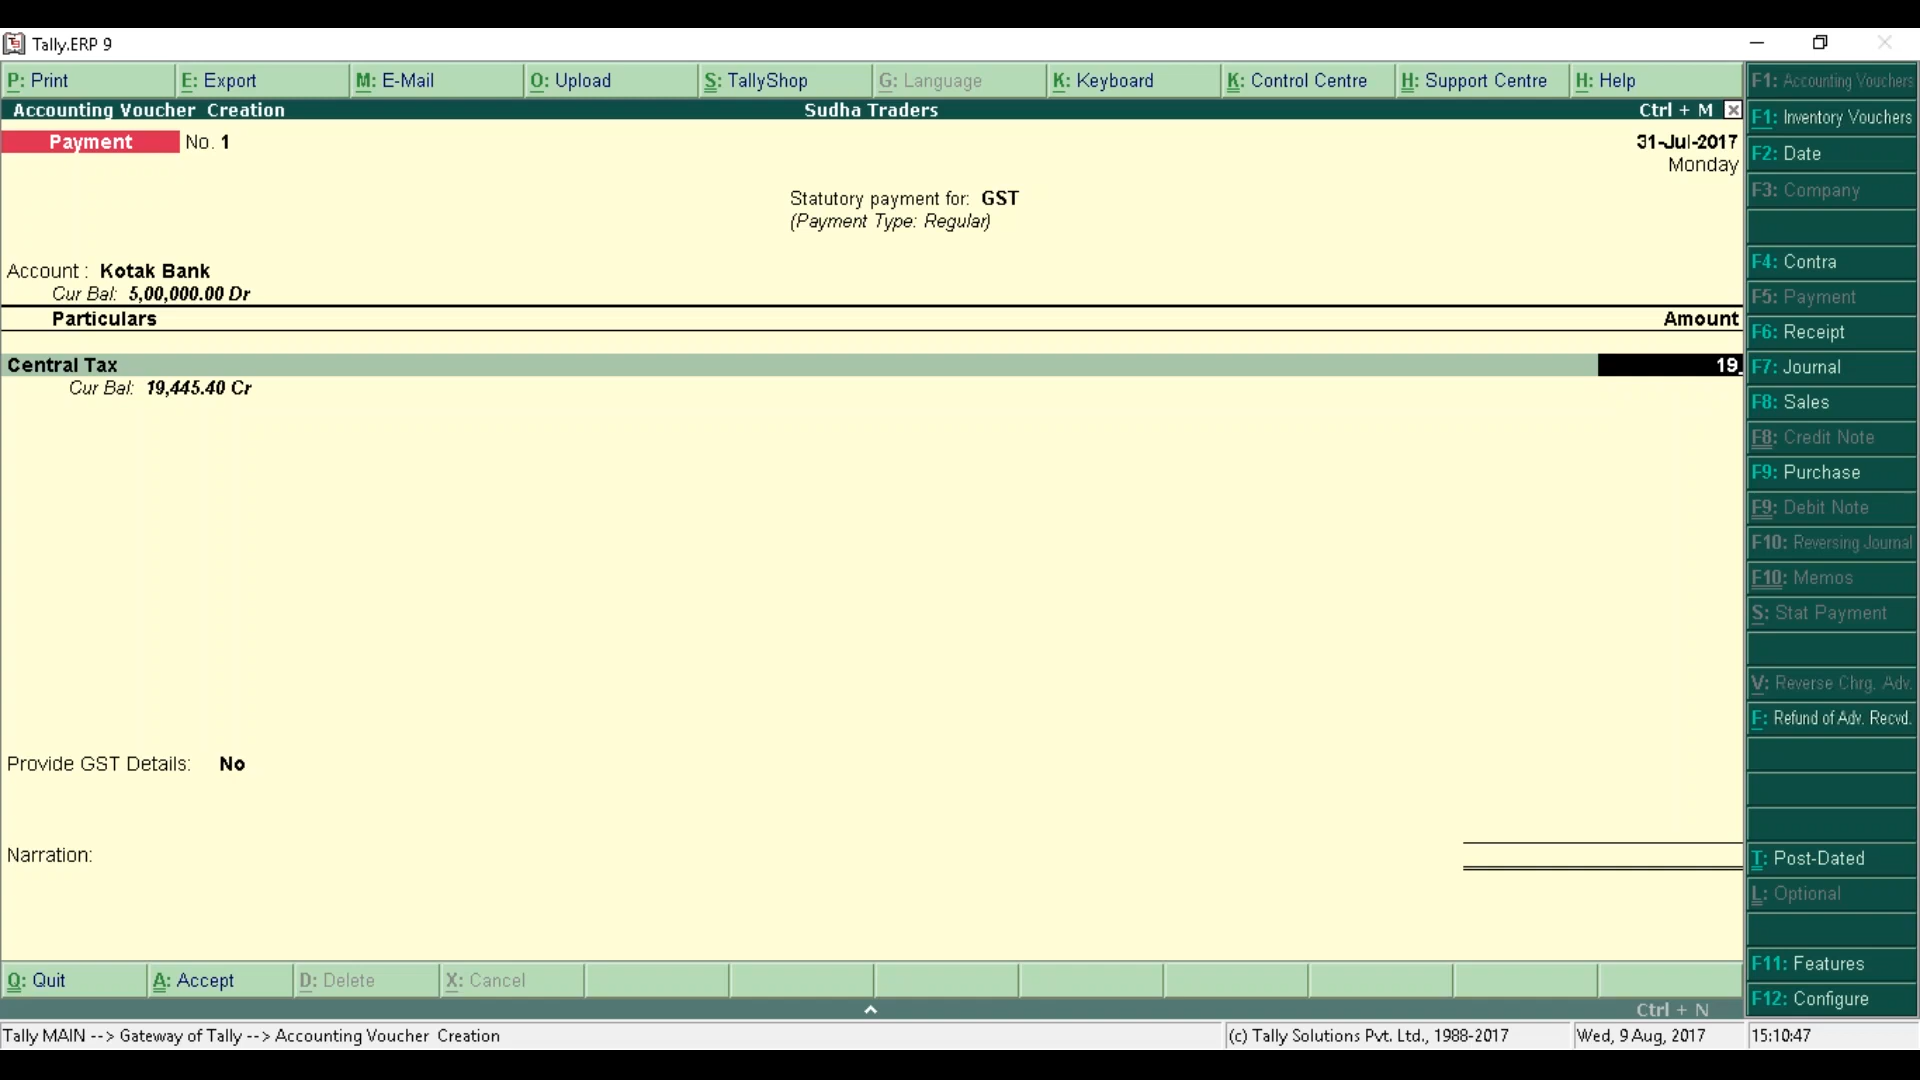 Tally.ERP 9
P: Print E: Export M: E-Mail O: Upload S: TallyShop G: Language K: Keyboard K: Control Centre H: Support Centre H: Help
Accounting Voucher Creation Sudha Traders Ctrl + M
Payment No. 1 31-Jul-2017
Monday
Statutory payment for: GST
(Payment Type: Regular)
Account : Kotak Bank
Cur Bal: 5,00,000.00 Dr
Particulars Amount
Central Tax 19
Cur Bal: 19,445.40 Cr
Provide GST Details: No
Narration:
Q: Quit A: Accept D: Delete X: Cancel
Ctrl + N
F1: Accounting Vouchers
F1: Inventory Vouchers
F2: Date
F3: Company
F4: Contra
F5: Payment
F6: Receipt
F7: Journal
F8: Sales
F8: Credit Note
F9: Purchase
F9: Debit Note
F10: Reversing Journal
F10: Memos
S: Stat Payment
V: Reverse Chrg. Adv.
F: Refund of Adv. Recvd.
T: Post-Dated
L: Optional
F11: Features
F12: Configure
Tally MAIN --> Gateway of Tally --> Accounting Voucher Creation (c) Tally Solutions Pvt. Ltd., 1988-2017 Wed, 9 Aug, 2017 15:10:47